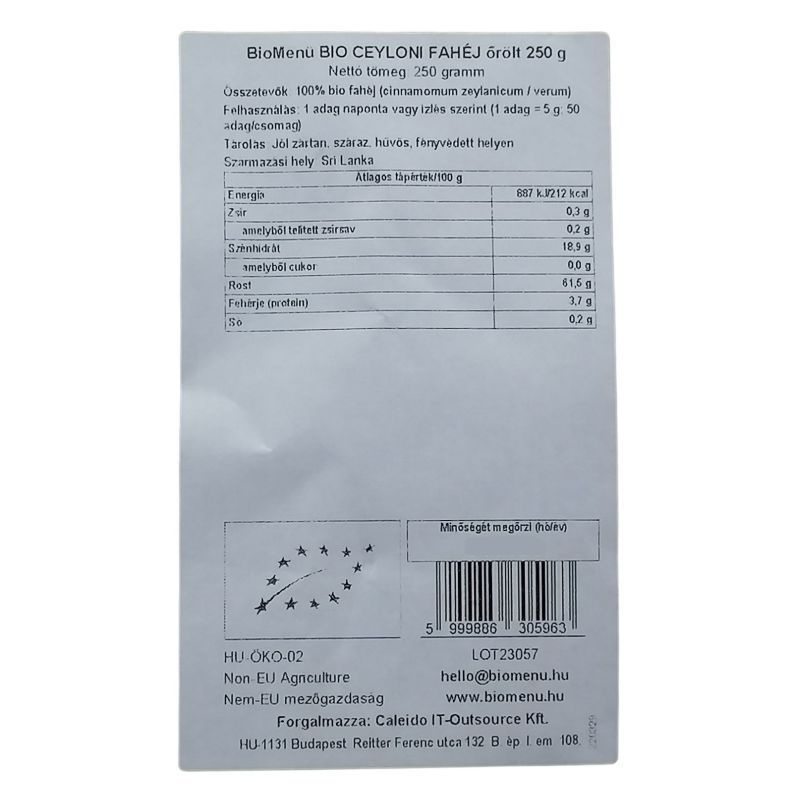 BioMenü BIO CEYLONI FAHÉJ őrölt 250 g
Nettó tömeg: 250 gramm
Összetevők: 100% bio fahéj (cinnamomum zeylanicum / verum)
Felhasználás: 1 adag naponta vagy ízlés szerint (1 adag = 5 g; 50
adag/csomag)
Tárolás: Jól zártan, száraz, hűvös, fényvédett helyen
Származási hely: Sri Lanka
Átlagos tápérték/100 g
Energia 887 kJ/212 kcal
Zsír 0,3 g
amelyből telített zsírsav 0,2 g
Szénhidrát 18,9 g
amelyből cukor 0,0 g
Rost 61,5 g
Fehérje (protein) 3,7 g
Só 0,2 g
Minőségét megőrzi (hó/év)
5 999886 305963
HU-ÖKO-02
LOT23057
Non-EU Agriculture
hello@biomenu.hu
Nem-EU mezőgazdaság
www.biomenu.hu
Forgalmazza: Caleido IT-Outsource Kft.
HU-1131 Budapest Reitter Ferenc utca 132. B. ép I. em. 108.